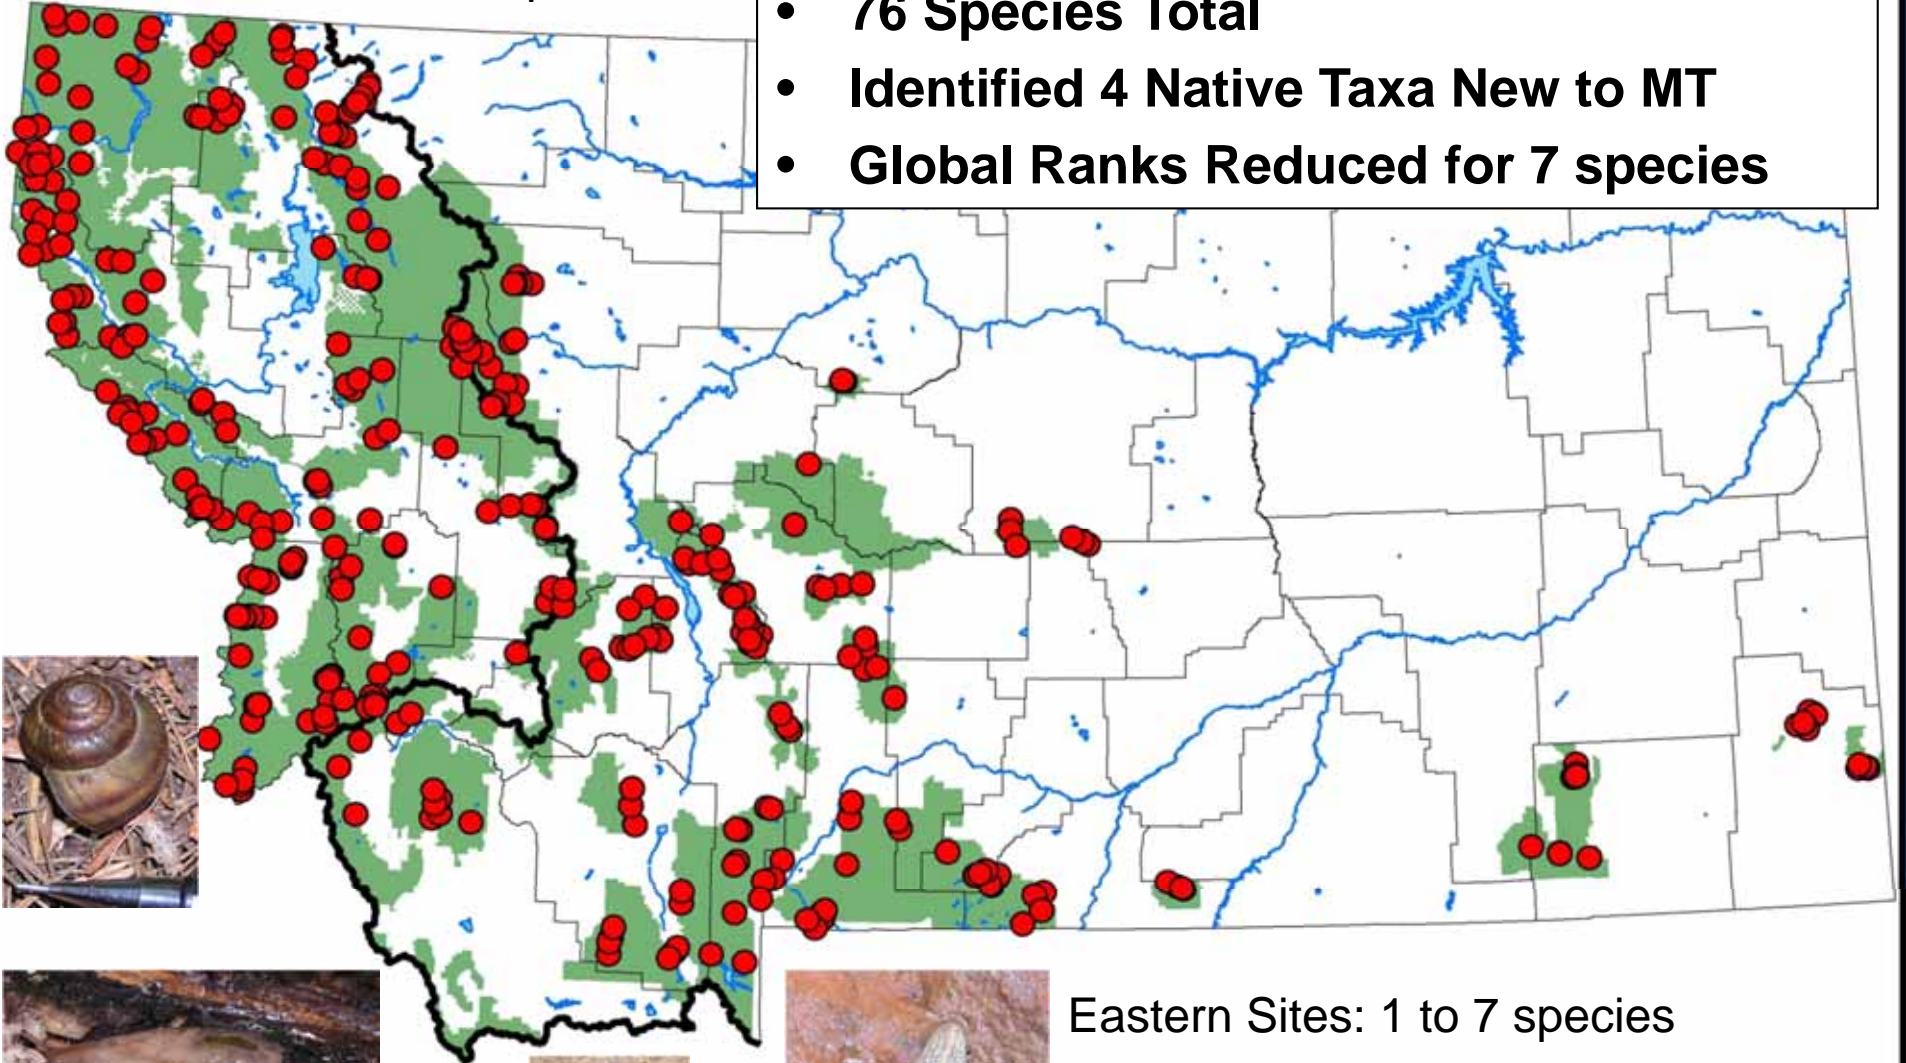 • 76 Species Total
• Identified 4 Native Taxa New to MT
• Global Ranks Reduced for 7 species
Eastern Sites: 1 to 7 species